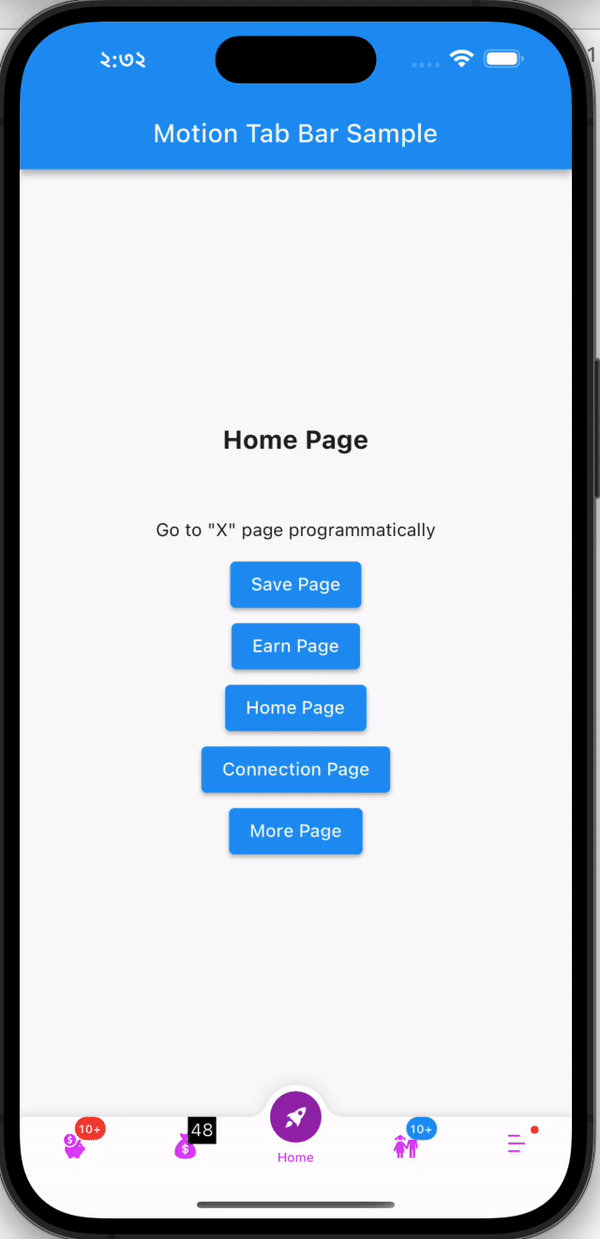 ২:৩২
1
Motion Tab Bar Sample
Home Page
Go to "X" page programmatically
Save Page
Earn Page
Home Page
Connection Page
More Page
$ 10+
$ 48
10+
Home